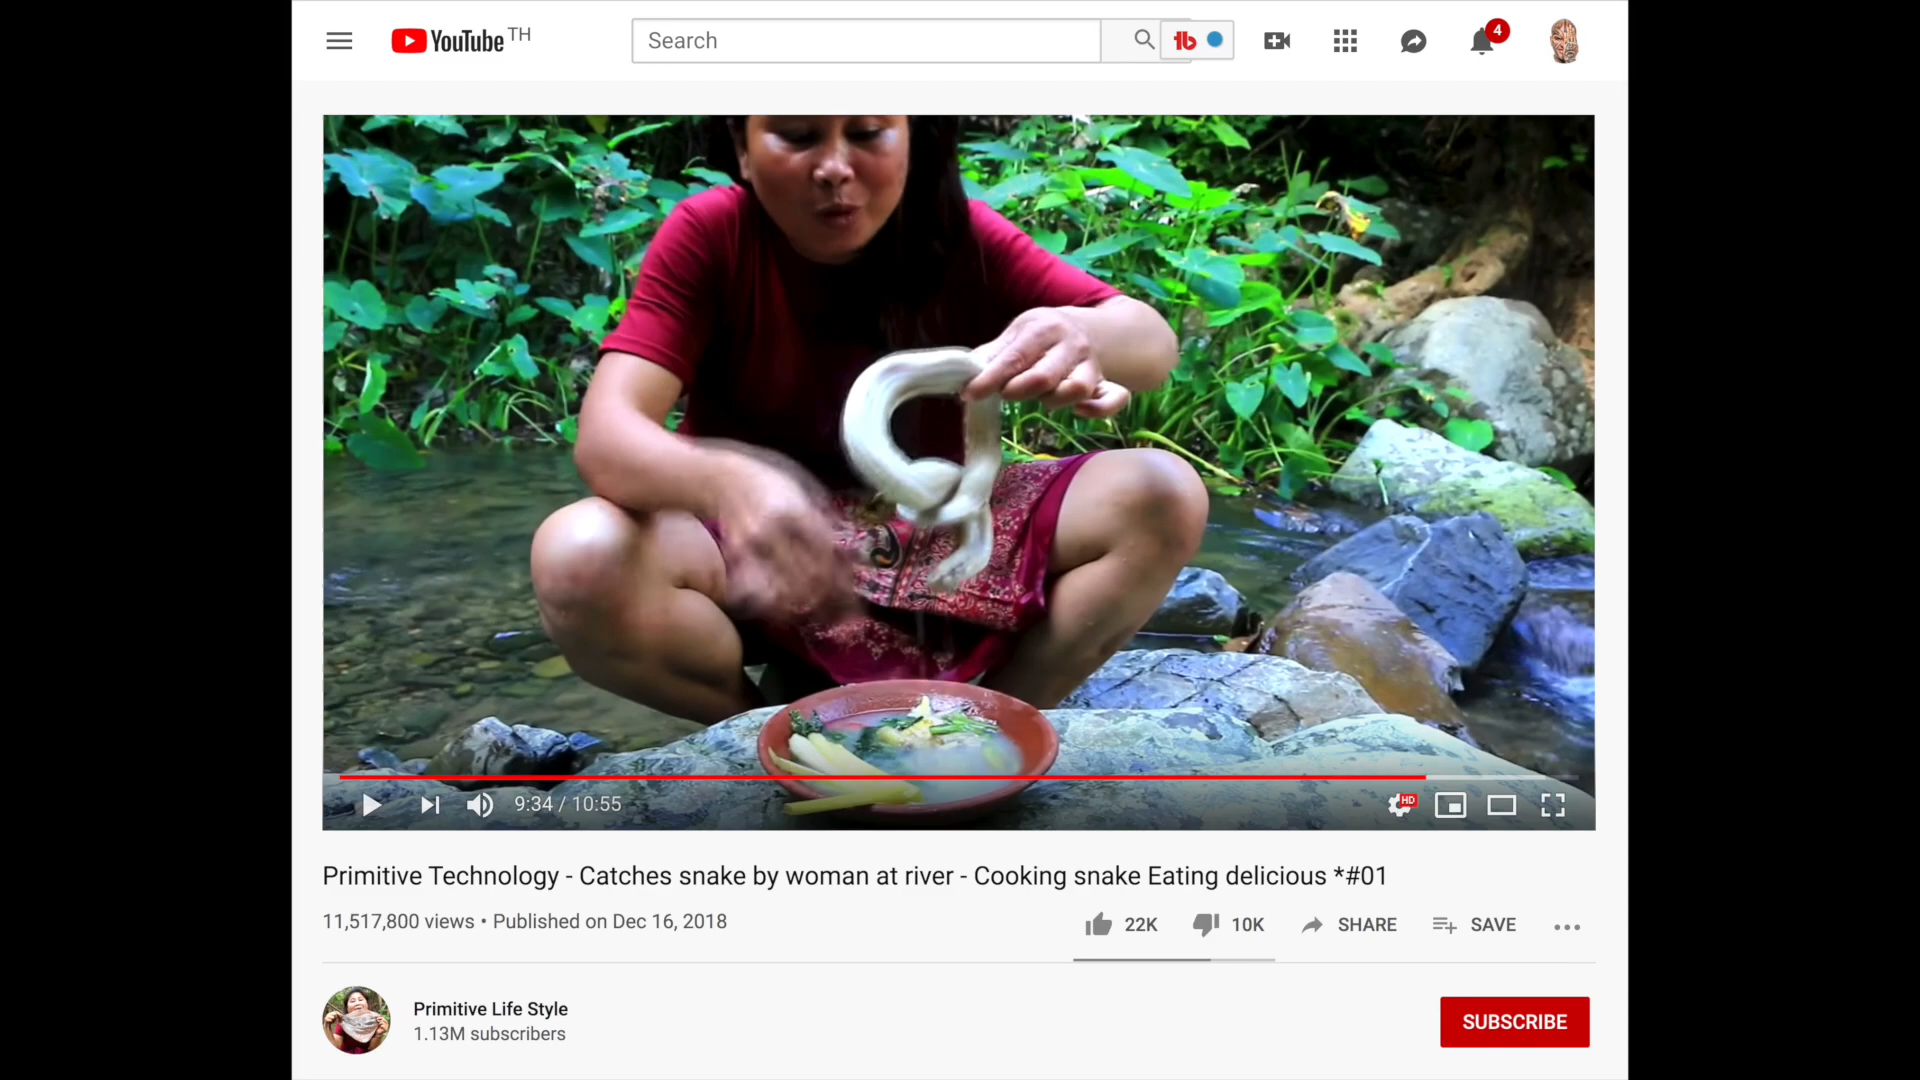 YouTube TH
Search
4
9:34 / 10:55
HD
Primitive Technology - Catches snake by woman at river - Cooking snake Eating delicious *#01
11,517,800 views • Published on Dec 16, 2018
22K 10K SHARE SAVE
Primitive Life Style
1.13M subscribers
SUBSCRIBE